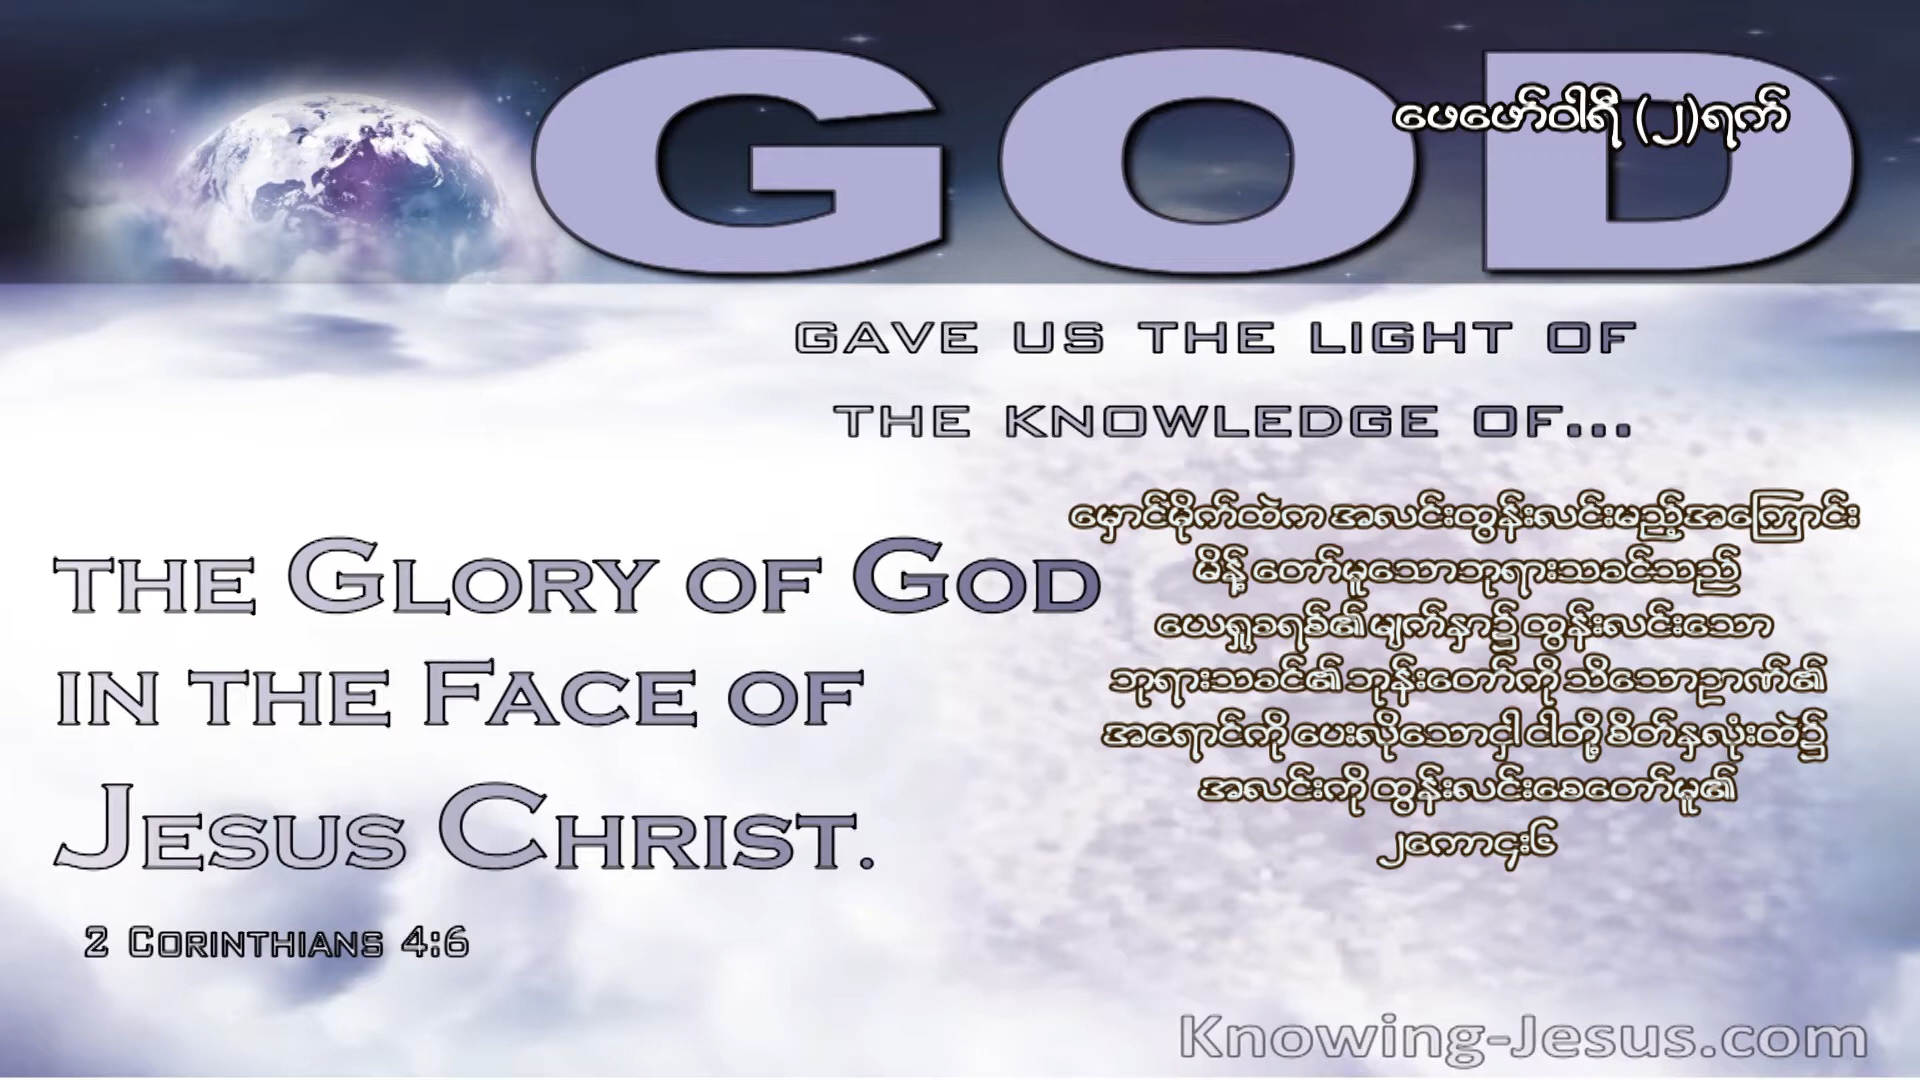 GOD
ဖေဖော်ဝါရီ (၂)ရက်
GAVE US THE LIGHT OF
THE KNOWLEDGE OF...
THE GLORY OF GOD
IN THE FACE OF
JESUS CHRIST.
2 CORINTHIANS 4:6
မှောင်မိုက်ထဲက အလင်းထွန်းလင်းမည့်အကြောင်း
မိန့် တော်မူသောဘုရားသခင်သည်
ယေရှုခရစ်၏ မျက်နှာ၌ ထွန်းလင်းသော
ဘုရားသခင်၏ ဘုန်းတော်ကို သိသောဉာဏ်၏
အရောင်ကို ပေးလိုသောငှါ ငါတို့ စိတ်နှလုံးထဲ၌
အလင်းကို ထွန်းလင်းစေတော်မူ၏
၂ကော၄း၆
Knowing-Jesus.com